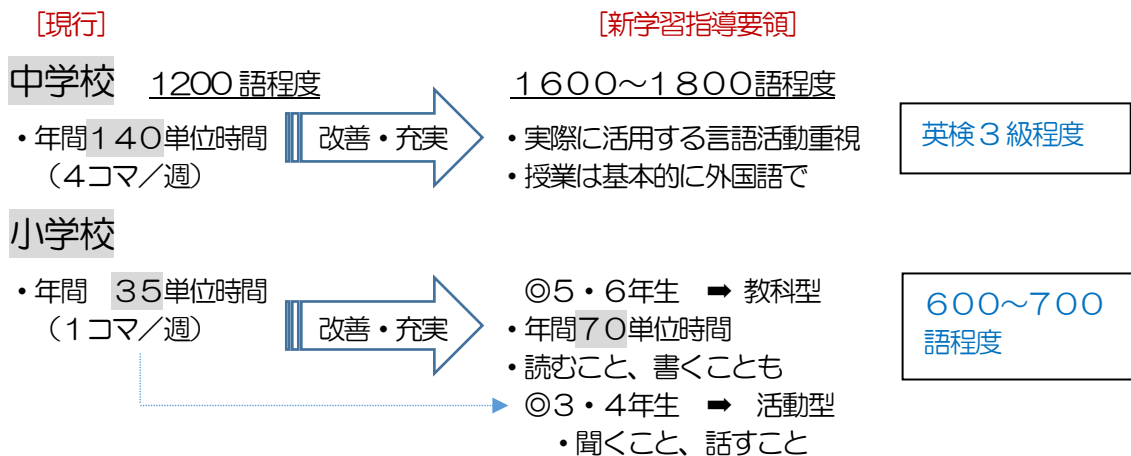 [現行] [新学習指導要領]
中学校 1200語程度 1600～1800語程度
・年間140単位時間 改善・充実 ・実際に活用する言語活動重視 英検3級程度
（4コマ／週） ・授業は基本的に外国語で
小学校
・年間 35単位時間 ◎5・6年生 ➡ 教科型 600～700
（1コマ／週） 改善・充実 ・年間70単位時間 語程度
・読むこと、書くことも
◎3・4年生 ➡ 活動型
・聞くこと、話すこと